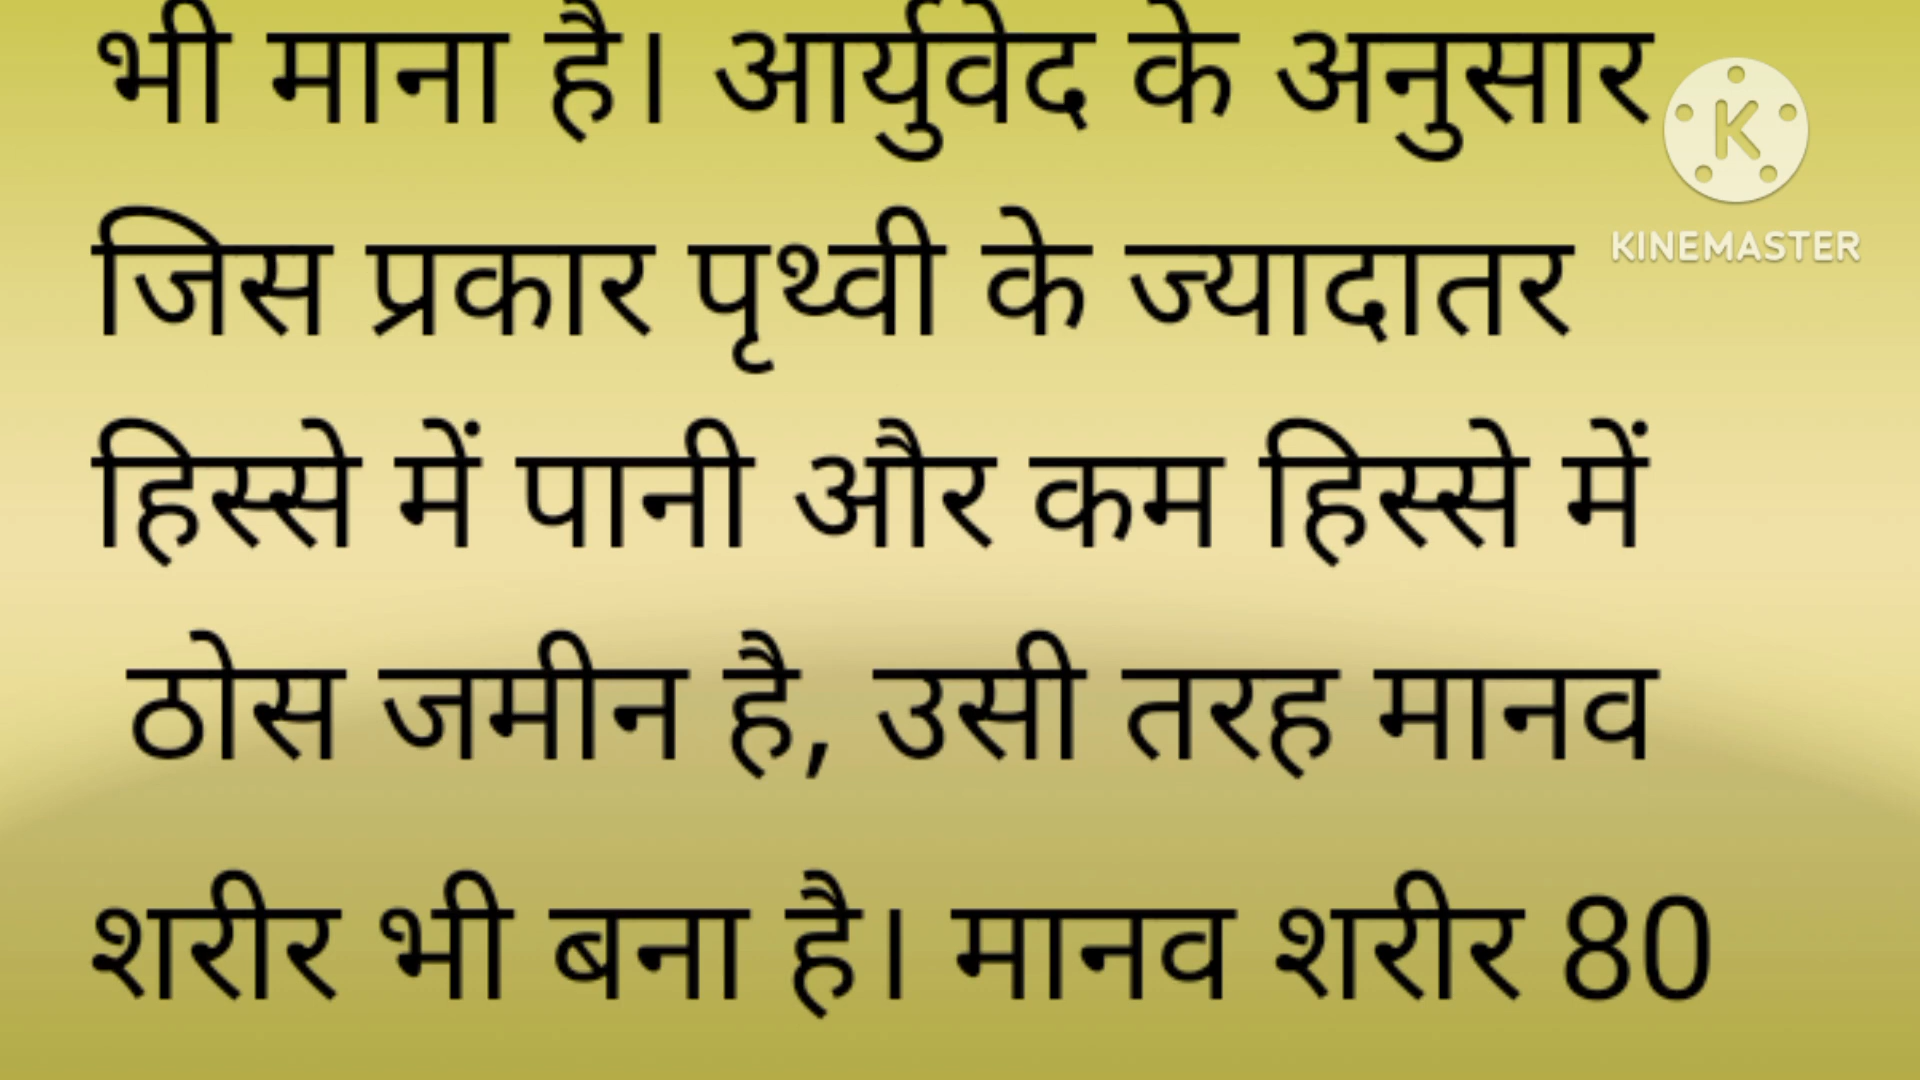 भी माना है। आर्युवेद के अनुसार
जिस प्रकार पृथ्वी के ज्यादातर
हिस्से में पानी और कम हिस्से में
ठोस जमीन है, उसी तरह मानव
शरीर भी बना है। मानव शरीर 80
K
KINEMASTER